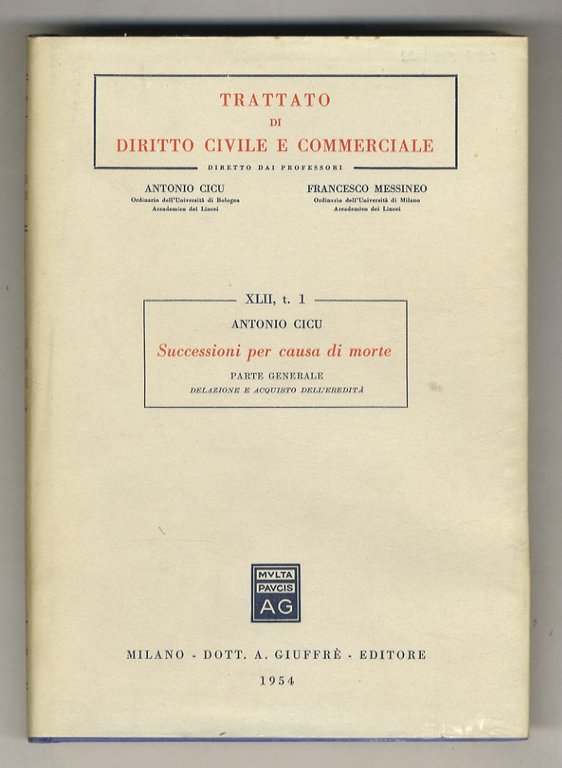 TRATTATO
DI
DIRITTO CIVILE E COMMERCIALE
DIRETTO DAI PROFESSORI
ANTONIO CICU
Ordinario dell'Università di Bologna
Accademico dei Lincei
FRANCESCO MESSINEO
Ordinario dell'Università di Milano
Accademico dei Lincei
XLII, t. 1
ANTONIO CICU
Successioni per causa di morte
PARTE GENERALE
DELAZIONE E ACQUISTO DELL'EREDITÀ
MVLTA
PAVCIS
AG
MILANO - DOTT. A. GIUFFRÈ - EDITORE
1954